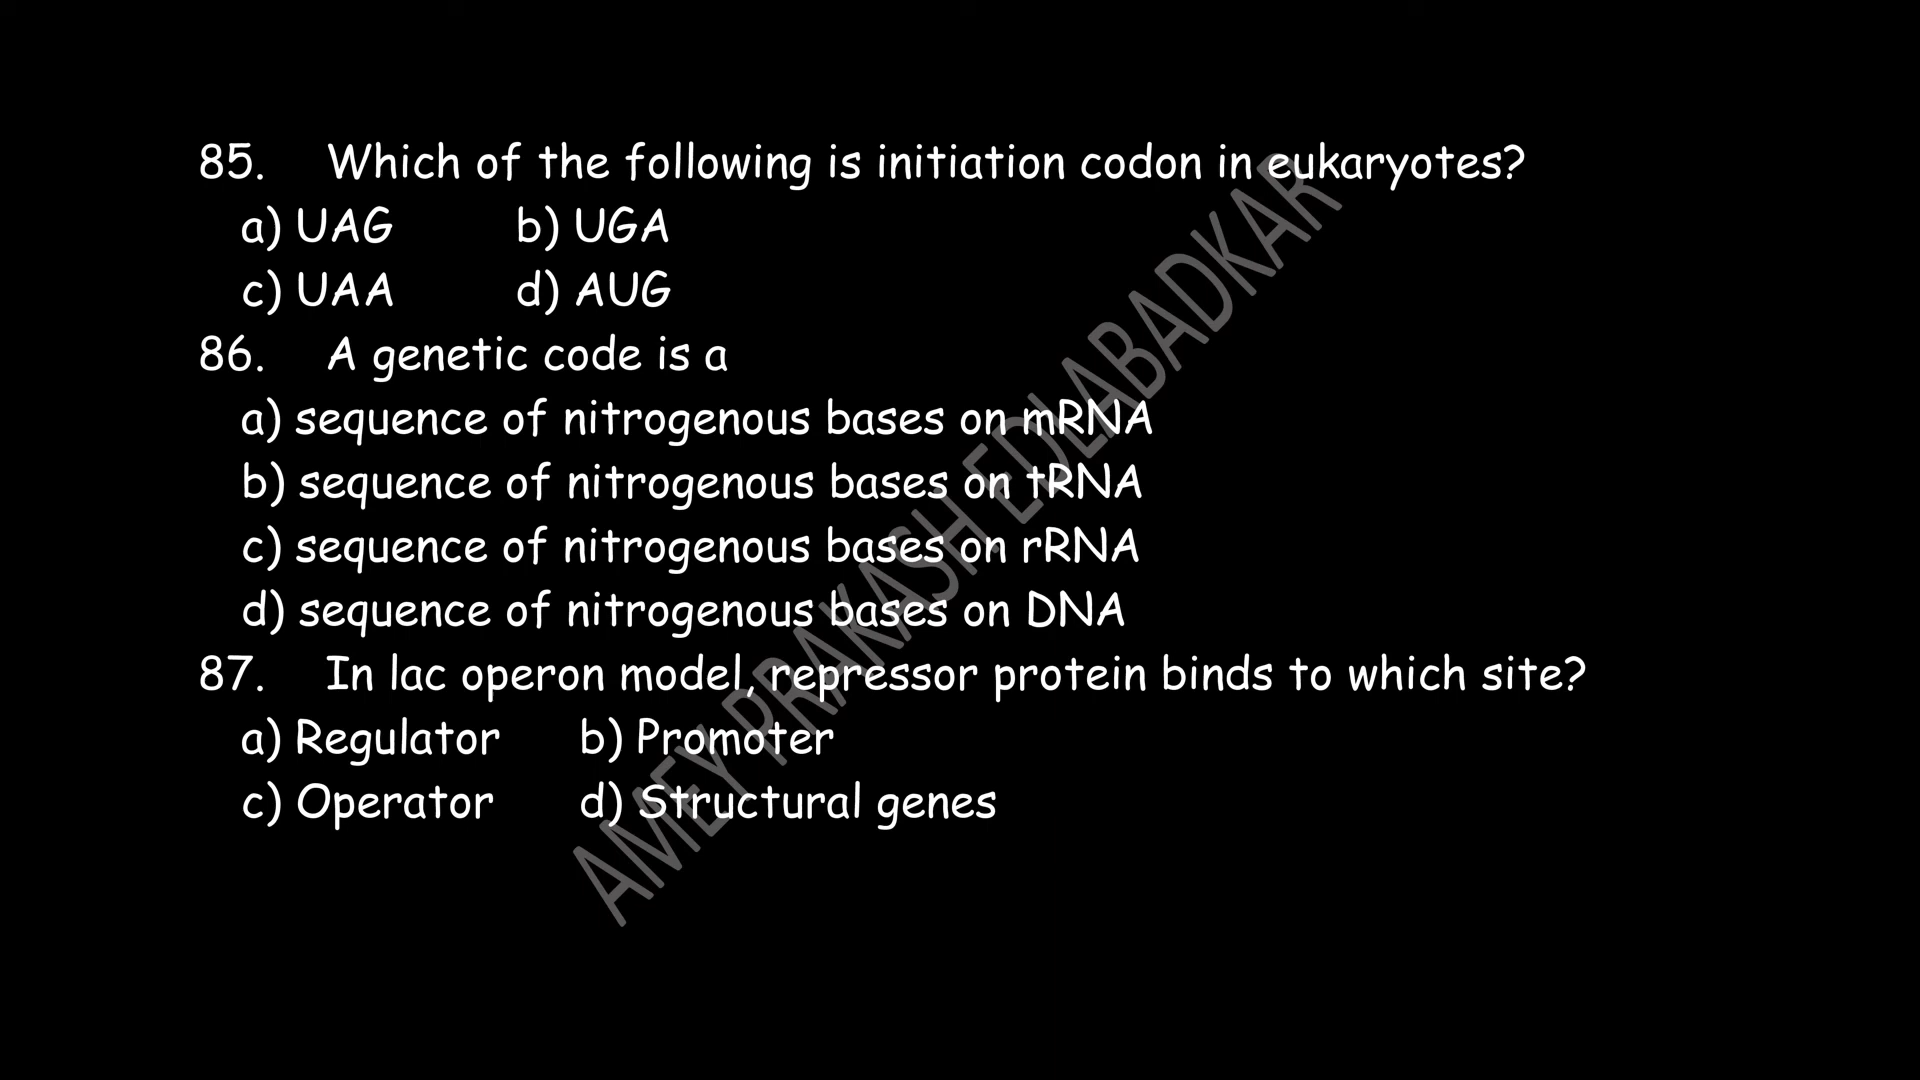 85. Which of the following is initiation codon in eukaryotes?
a) UAG b) UGA
c) UAA d) AUG
86. A genetic code is a
a) sequence of nitrogenous bases on mRNA
b) sequence of nitrogenous bases on tRNA
c) sequence of nitrogenous bases on rRNA
d) sequence of nitrogenous bases on DNA
87. In lac operon model, repressor protein binds to which site?
a) Regulator b) Promoter
c) Operator d) Structural genes
AMEY PRAKASH EDLABADKAR